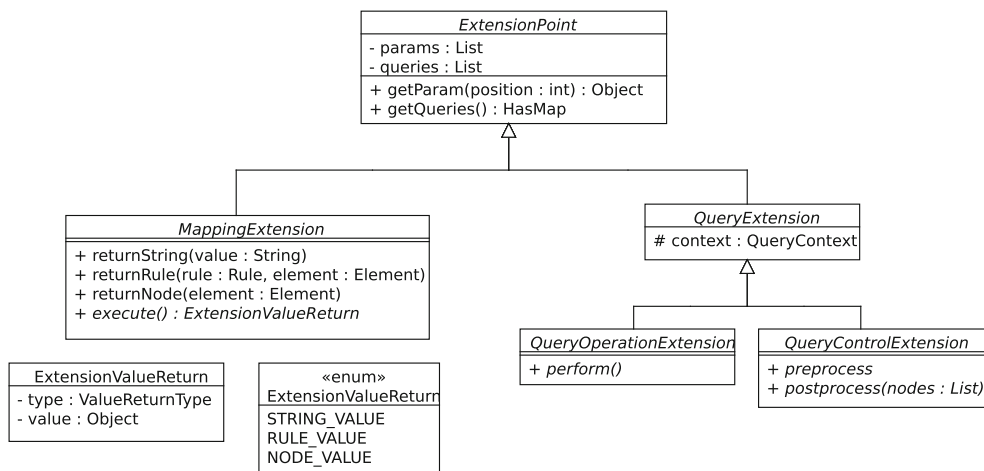 ExtensionPoint
- params : List
- queries : List
+ getParam(position : int) : Object
+ getQueries() : HasMap
MappingExtension
+ returnString(value : String)
+ returnRule(rule : Rule, element : Element)
+ returnNode(element : Element)
+ execute() : ExtensionValueReturn
QueryExtension
# context : QueryContext
QueryOperationExtension
+ perform()
QueryControlExtension
+ preprocess
+ postprocess(nodes : List)
ExtensionValueReturn
- type : ValueReturnType
- value : Object
«enum»
ExtensionValueReturn
STRING_VALUE
RULE_VALUE
NODE_VALUE